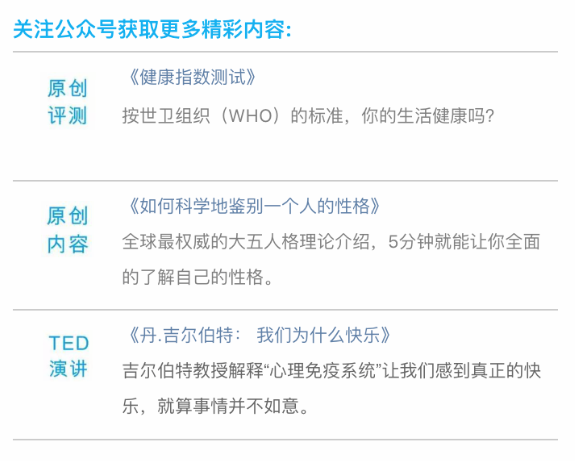 关注公众号获取更多精彩内容:
原创
评测
《健康指数测试》
按世卫组织（WHO）的标准，你的生活健康吗?
原创
内容
《如何科学地鉴别一个人的性格》
全球最权威的大五人格理论介绍，5分钟就能让你全面
的了解自己的性格。
TED
演讲
《丹.吉尔伯特： 我们为什么快乐》
吉尔伯特教授解释“心理免疫系统”让我们感到真正的快
乐，就算事情并不如意。